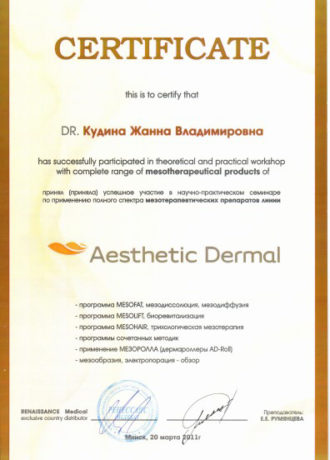 CERTIFICATE
this is to certify that
DR. Кудина Жанна Владимировна
has successfully participated in theoretical and practical workshop
with complete range of mesotherapeutical products of
принял (приняла) успешное участие в научно-практическом семинаре
по применению полного спектра мезотерапевтических препаратов линии
Aesthetic Dermal
- программа MESOFAT, мезодиссолюция, мезодиффузия
- программа MESOLIFT, биоревитализация
- программа MESOHAIR, трихологическая мезотерапия
- программы сочетанных методик
- применение МЕЗОРОЛЛА (дермароллеры AD-Roll)
- мезообразия, электропорация - обзор
RENAISSANCE Medical
exclusive country distributor
Преподаватель:
Е.Е. РУМЯНЦЕВА
Минск, 20 марта 2011г